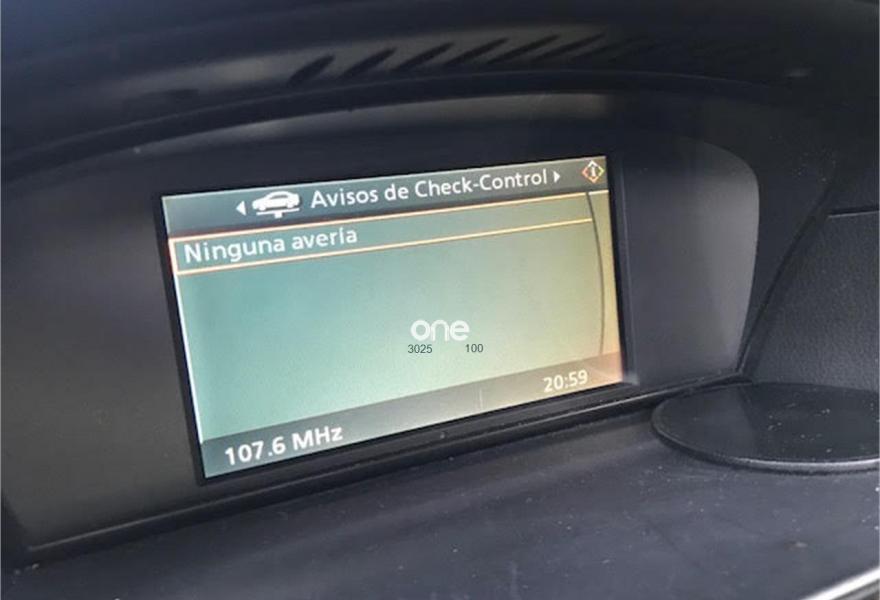 Avisos de Check-Control
Ninguna avería
one
3025 100
20:59
107.6 MHz